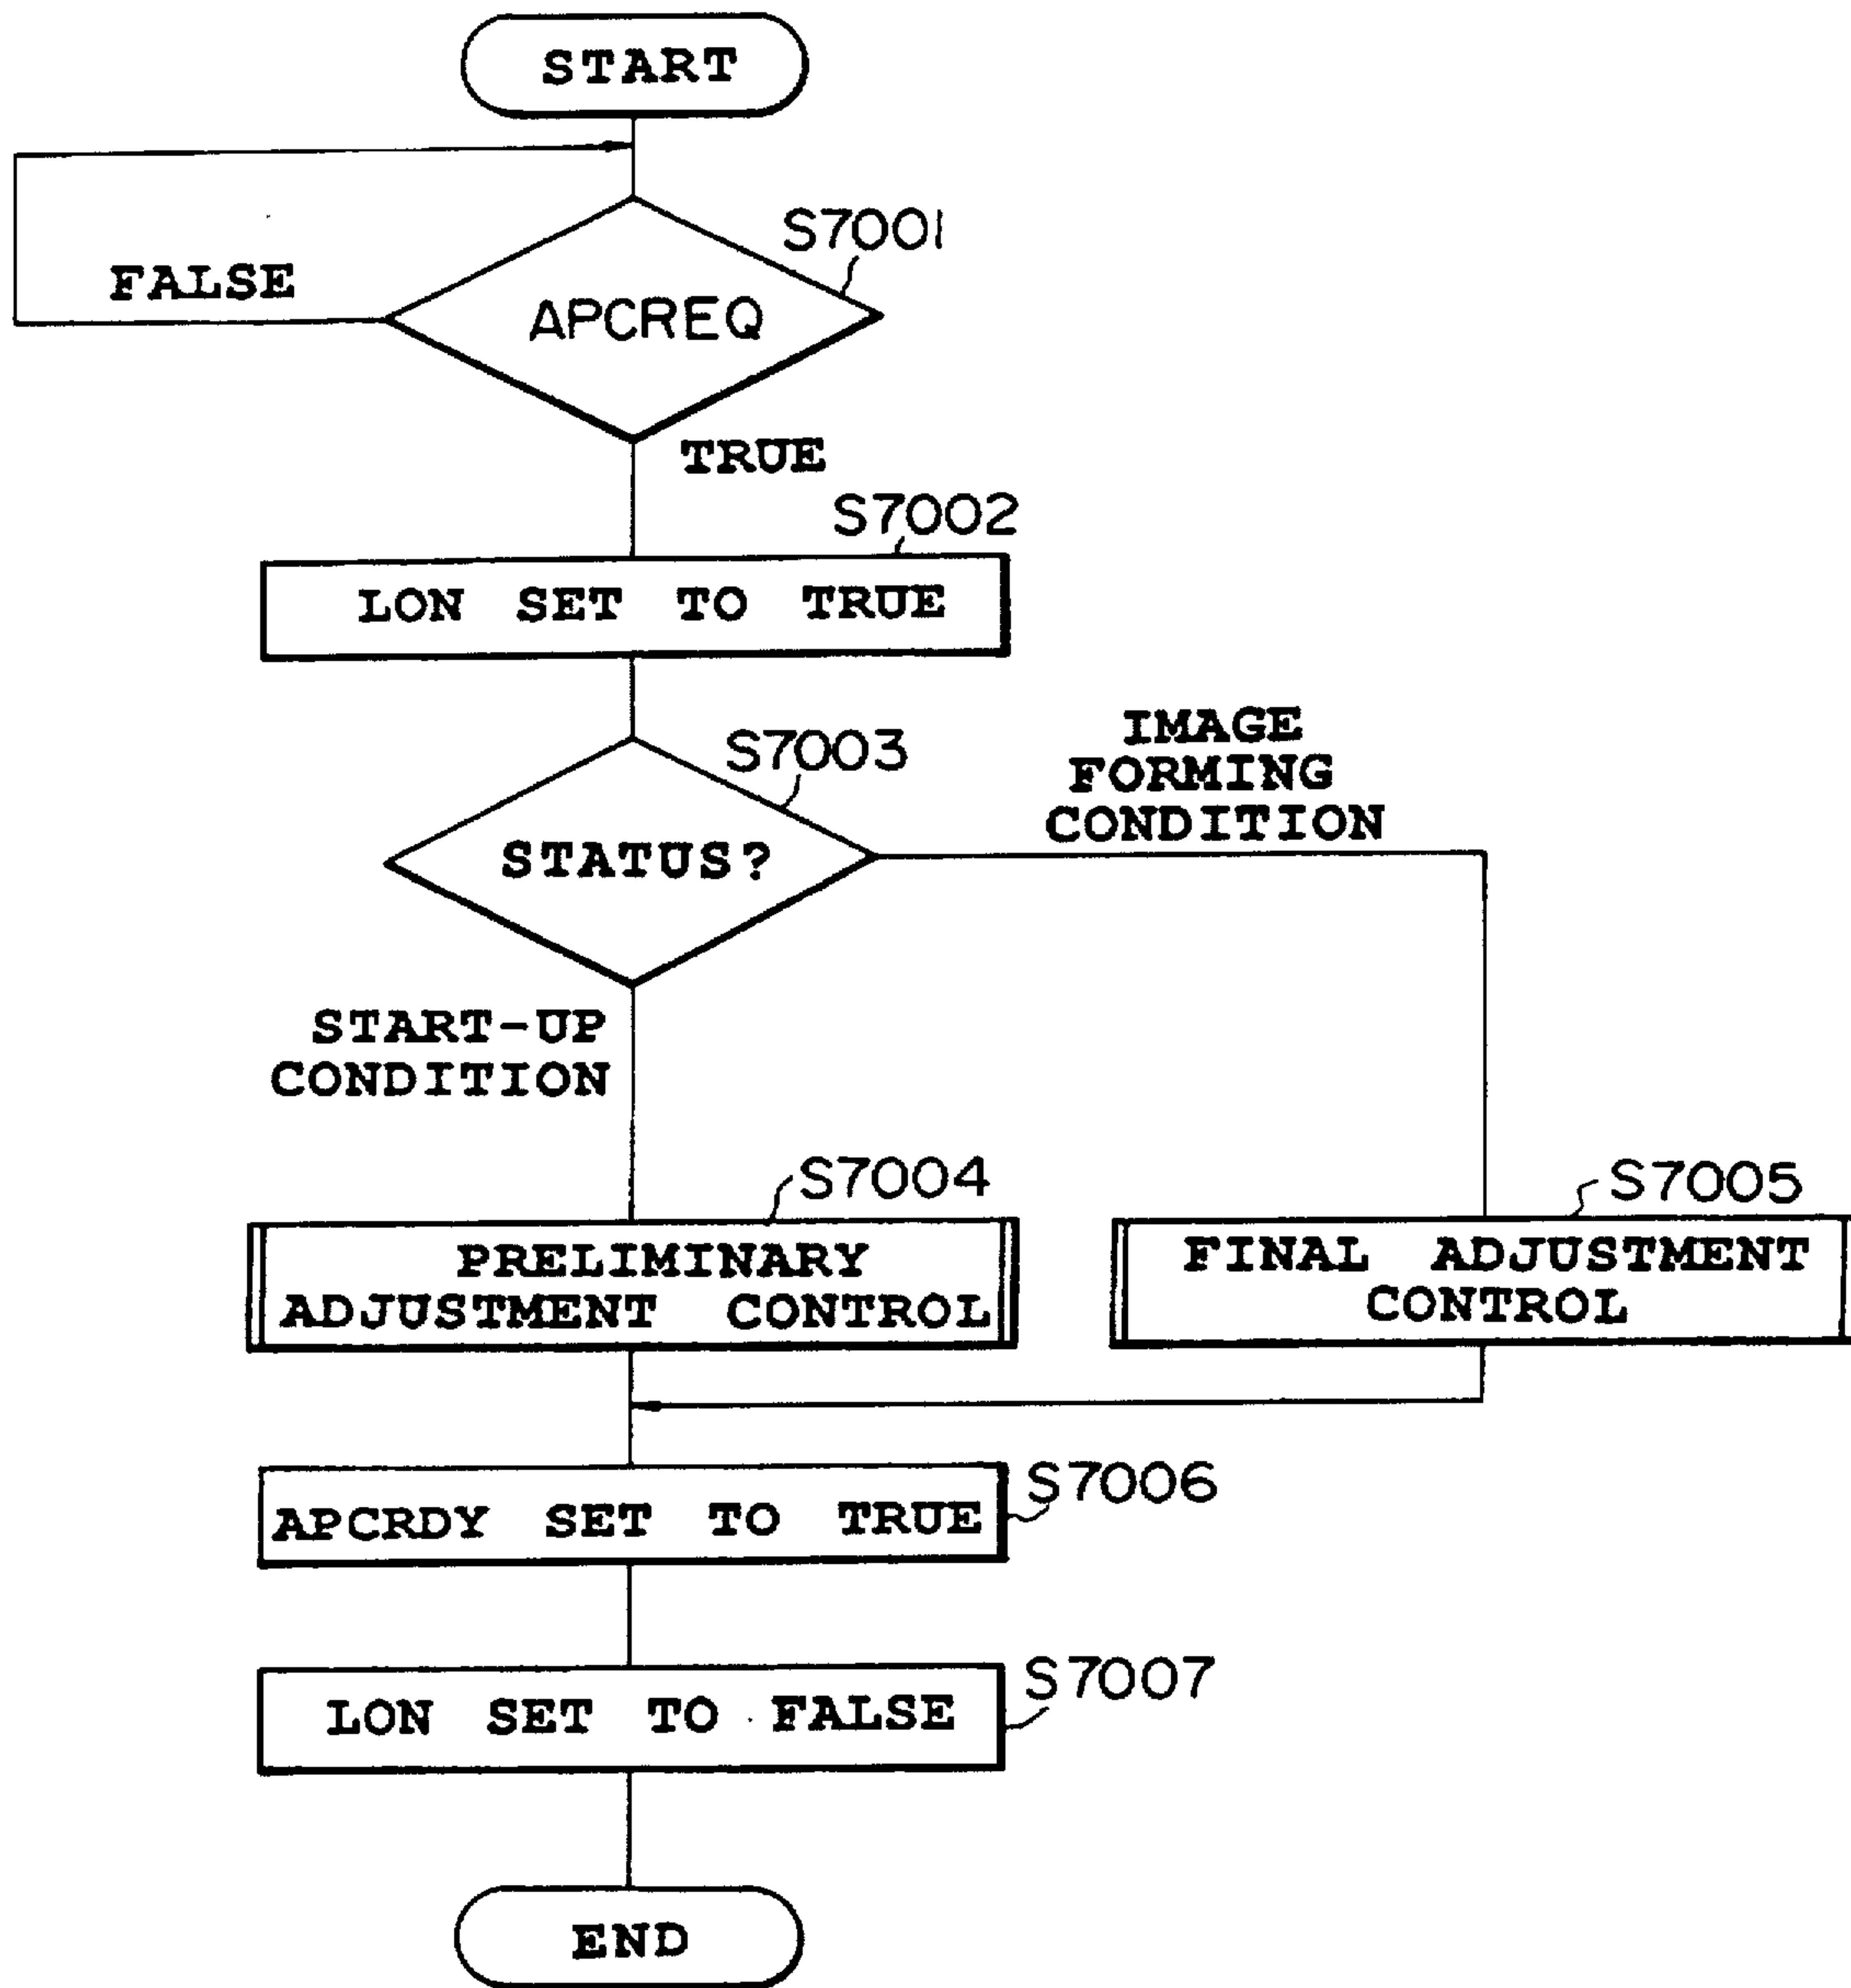 START
S7001
FALSE
APCREQ
TRUE
S7002
LON SET TO TRUE
S7003
IMAGE
FORMING
CONDITION
STATUS?
START-UP
CONDITION
S7004
S7005
PRELIMINARY
ADJUSTMENT CONTROL
FINAL ADJUSTMENT
CONTROL
S7006
APCRDY SET TO TRUE
S7007
LON SET TO FALSE
END